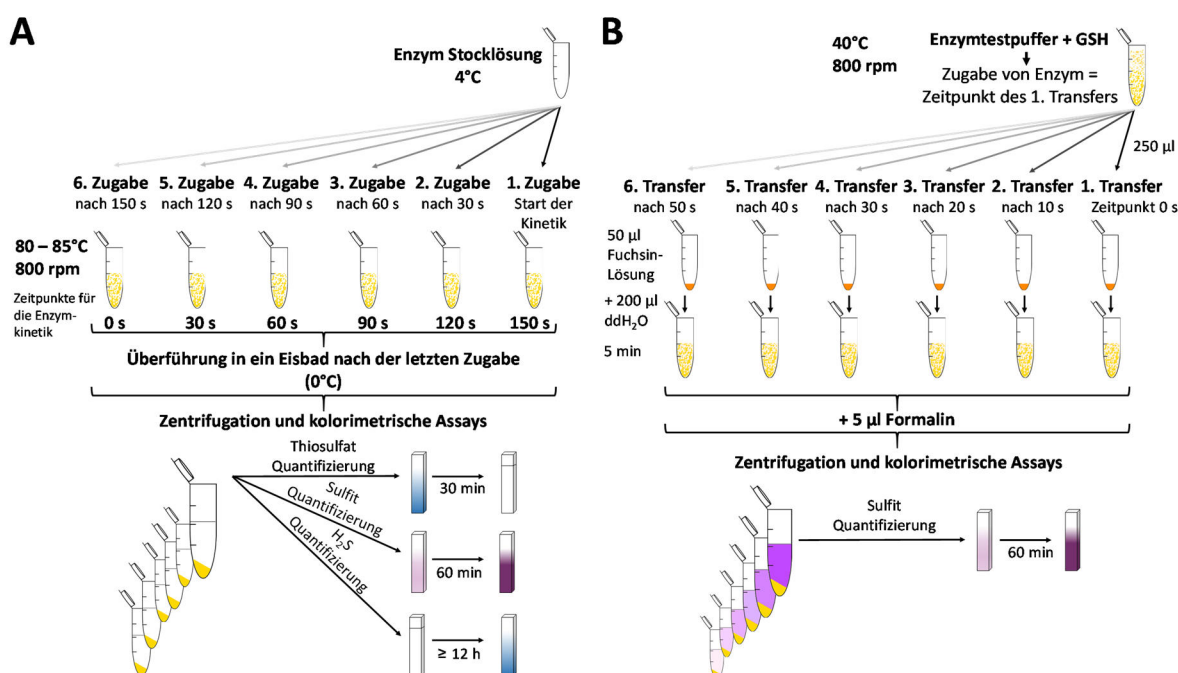 A
Enzym Stocklösung
4°C
6. Zugabe
nach 150 s
5. Zugabe
nach 120 s
4. Zugabe
nach 90 s
3. Zugabe
nach 60 s
2. Zugabe
nach 30 s
1. Zugabe
Start der
Kinetik
80 – 85°C
800 rpm
Zeitpunkte für
die Enzym-
kinetik
0 s
30 s
60 s
90 s
120 s
150 s
Überführung in ein Eisbad nach der letzten Zugabe
(0°C)
Zentrifugation und kolorimetrische Assays
Thiosulfat
Quantifizierung
30 min
Sulfit
Quantifizierung
60 min
H₂S
Quantifizierung
≥ 12 h
B
40°C
800 rpm
Enzymtestpuffer + GSH
Zugabe von Enzym =
Zeitpunkt des 1. Transfers
250 µl
6. Transfer
nach 50 s
5. Transfer
nach 40 s
4. Transfer
nach 30 s
3. Transfer
nach 20 s
2. Transfer
nach 10 s
1. Transfer
Zeitpunkt 0 s
50 µl
Fuchsin-
Lösung
+ 200 µl
ddH₂O
5 min
+ 5 µl Formalin
Zentrifugation und kolorimetrische Assays
Sulfit
Quantifizierung
60 min